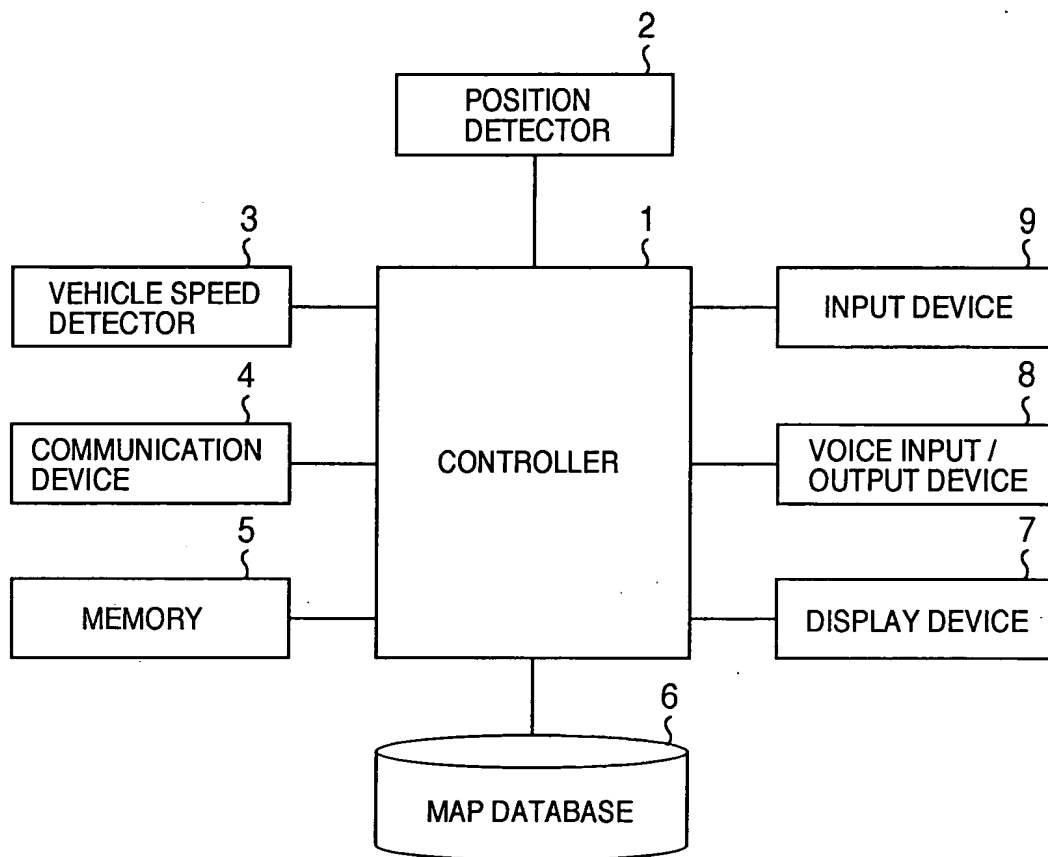 2
POSITION
DETECTOR
3
VEHICLE SPEED
DETECTOR
1
CONTROLLER
9
INPUT DEVICE
4
COMMUNICATION
DEVICE
8
VOICE INPUT /
OUTPUT DEVICE
5
MEMORY
7
DISPLAY DEVICE
6
MAP DATABASE